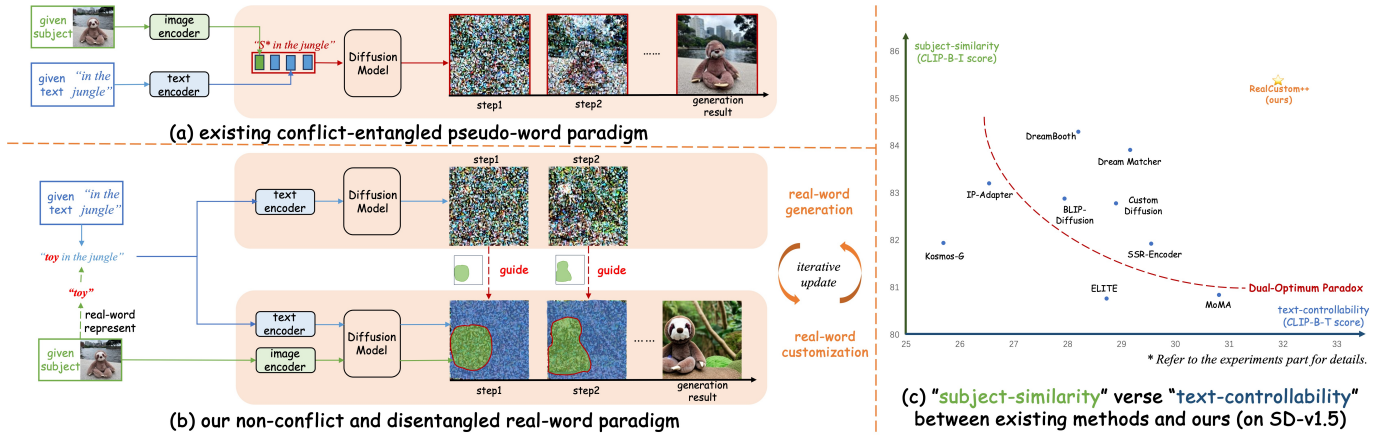 given
subject
image
encoder
"S* in the jungle"
given
text
"in the
jungle"
text
encoder
Diffusion
Model
......
step1
step2
generation
result
(a) existing conflict-entangled pseudo-word paradigm
given
text
"in the
jungle"
"toy in the jungle"
"toy"
real-word
represent
given
subject
step1
step2
text
encoder
Diffusion
Model
real-word
generation
guide
guide
iterative
update
text
encoder
image
encoder
Diffusion
Model
......
real-word
customization
step1
step2
generation
result
(b) our non-conflict and disentangled real-word paradigm
subject-similarity
(CLIP-B-I score)
86
85
84
83
82
81
80
RealCustom++
(ours)
DreamBooth
Dream Matcher
IP-Adapter
BLIP-
Diffusion
Custom
Diffusion
Kosmos-G
SSR-Encoder
ELITE
MoMA
Dual-Optimum Paradox
text-controllability
(CLIP-B-T score)
25
26
27
28
29
30
31
32
33
* Refer to the experiments part for details.
(c) "subject-similarity" verse "text-controllability"
between existing methods and ours (on SD-v1.5)